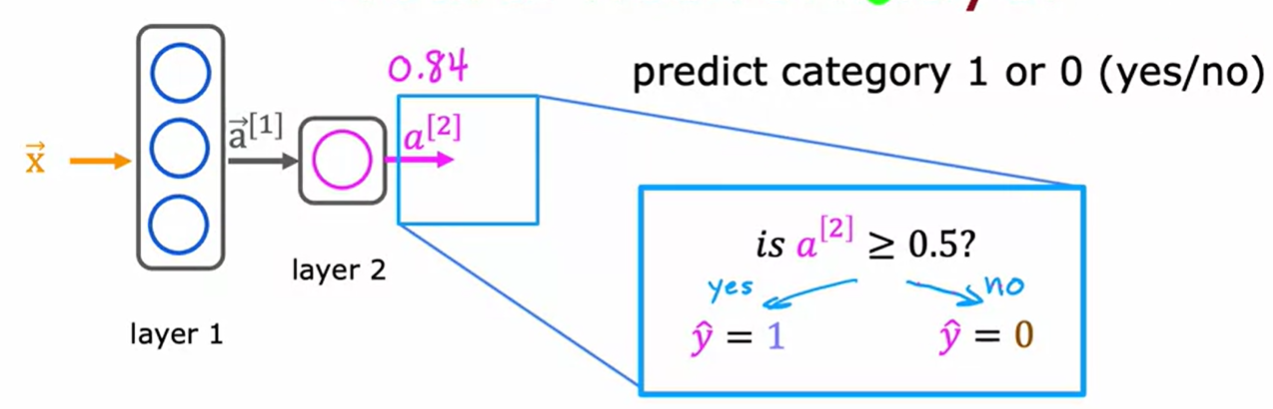 0.84
predict category 1 or 0 (yes/no)
x⃗
a⃗[1]
a[2]
is a[2] ≥ 0.5?
yes
no
ŷ = 1
ŷ = 0
layer 2
layer 1